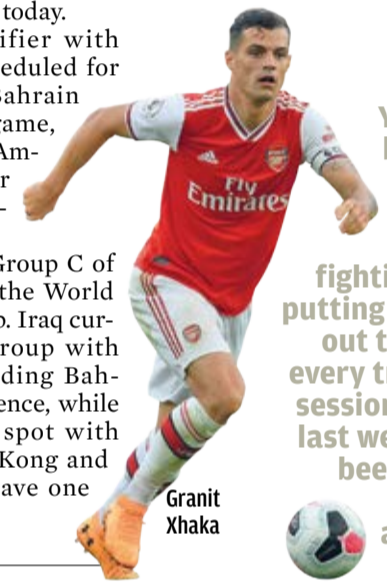 today.
ifier with
eduled for
Bahrain
game,
Am-
r
-
Group C of
the World
p. Iraq cur-
roup with
ding Bah-
ence, while
spot with
Kong and
ave one
Fly
Emirates
Granit
Xhaka
Y
fighti
putting
out t
every tr
session
last we
bee
a